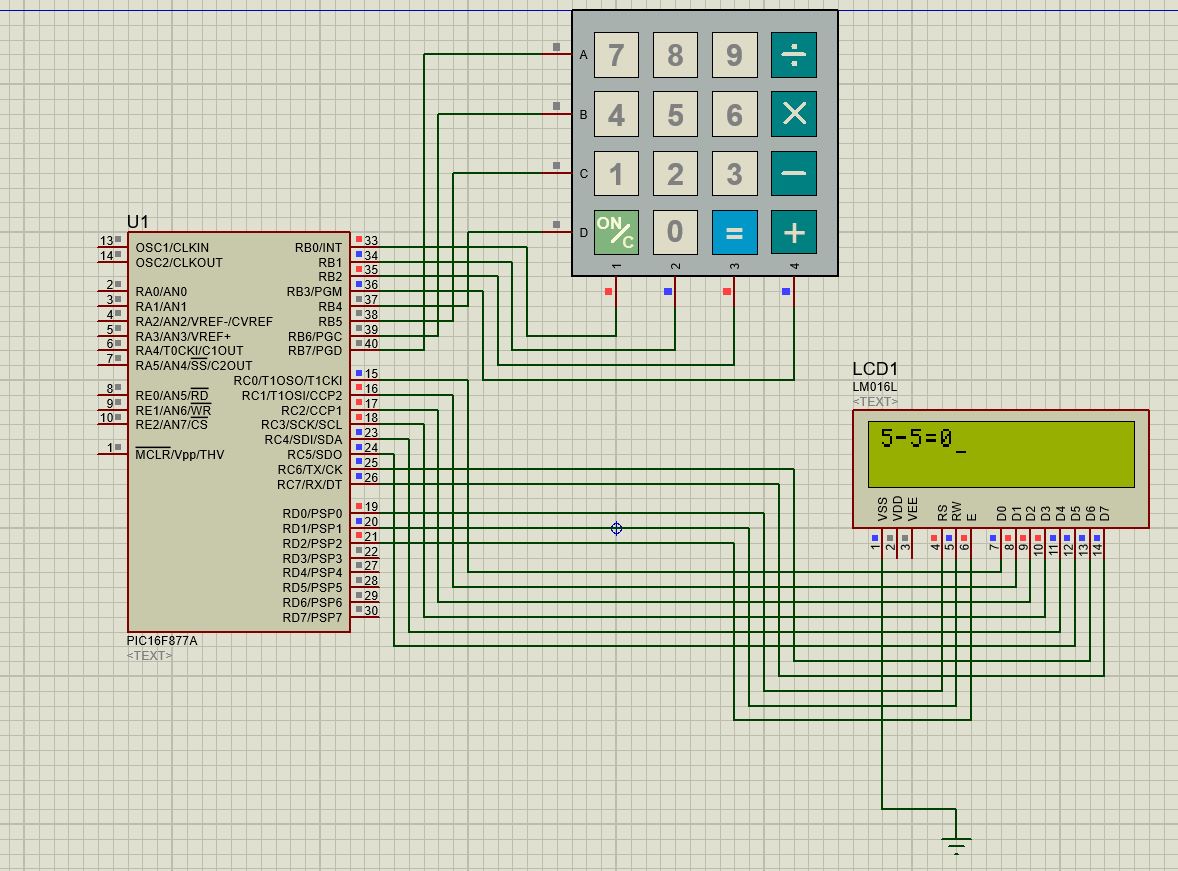 7 8 9 ÷
4 5 6 ×
1 2 3 −
ON/C 0 = +
A
B
C
D
1 2 3 4
U1
13 OSC1/CLKIN
14 OSC2/CLKOUT
2 RA0/AN0
3 RA1/AN1
4 RA2/AN2/VREF-/CVREF
5 RA3/AN3/VREF+
6 RA4/T0CKI/C1OUT
7 RA5/AN4/SS/C2OUT
8 RE0/AN5/RD
9 RE1/AN6/WR
10 RE2/AN7/CS
1 MCLR/Vpp/THV
RB0/INT 33
RB1 34
RB2 35
RB3/PGM 36
RB4 37
RB5 38
RB6/PGC 39
RB7/PGD 40
RC0/T1OSO/T1CKI 15
RC1/T1OSI/CCP2 16
RC2/CCP1 17
RC3/SCK/SCL 18
RC4/SDI/SDA 23
RC5/SDO 24
RC6/TX/CK 25
RC7/RX/DT 26
RD0/PSP0 19
RD1/PSP1 20
RD2/PSP2 21
RD3/PSP3 22
RD4/PSP4 27
RD5/PSP5 28
RD6/PSP6 29
RD7/PSP7 30
PIC16F877A
<TEXT>
LCD1
LM016L
<TEXT>
5-5=0_
VSS VDD VEE RS RW E D0 D1 D2 D3 D4 D5 D6 D7
1 2 3 4 5 6 7 8 9 10 11 12 13 14